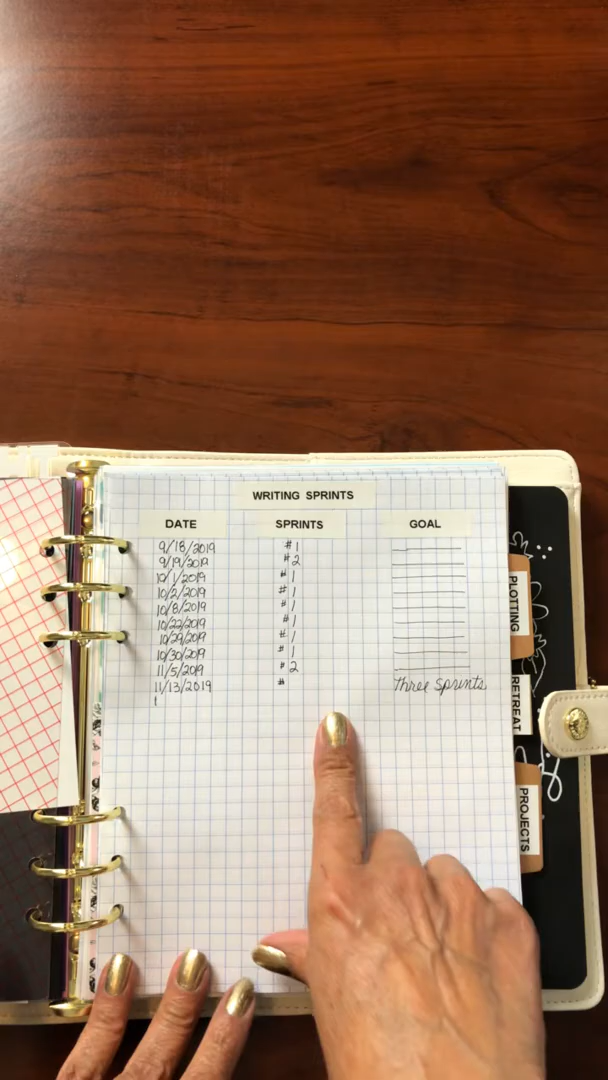 WRITING SPRINTS
DATE SPRINTS GOAL
9/18/2019 #1
9/19/2019 #2
10/1/2019 #1
10/2/2019 #1
10/8/2019 #1
10/22/2019 #1
10/29/2019 #1
10/30/2019 #1
11/5/2019 #2
11/13/2019 # Three Sprints
1
PLOTTING
RETREAT
PROJECTS